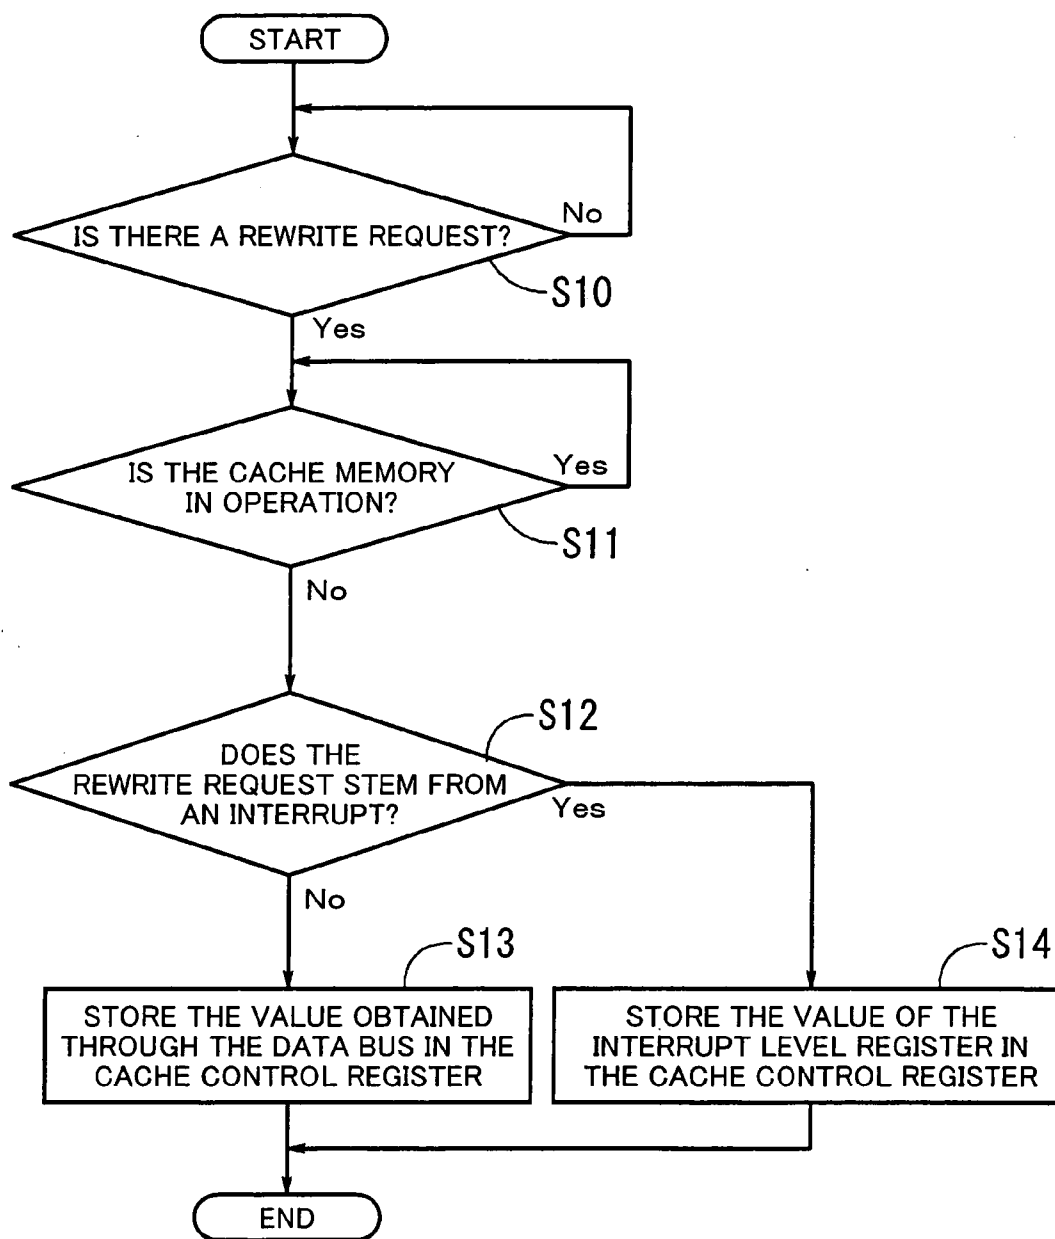 START
No
IS THERE A REWRITE REQUEST?
S10
Yes
Yes
IS THE CACHE MEMORY
IN OPERATION?
S11
No
S12
DOES THE
REWRITE REQUEST STEM FROM
AN INTERRUPT?
Yes
No
S13
S14
STORE THE VALUE OBTAINED
THROUGH THE DATA BUS IN THE
CACHE CONTROL REGISTER
STORE THE VALUE OF THE
INTERRUPT LEVEL REGISTER IN
THE CACHE CONTROL REGISTER
END